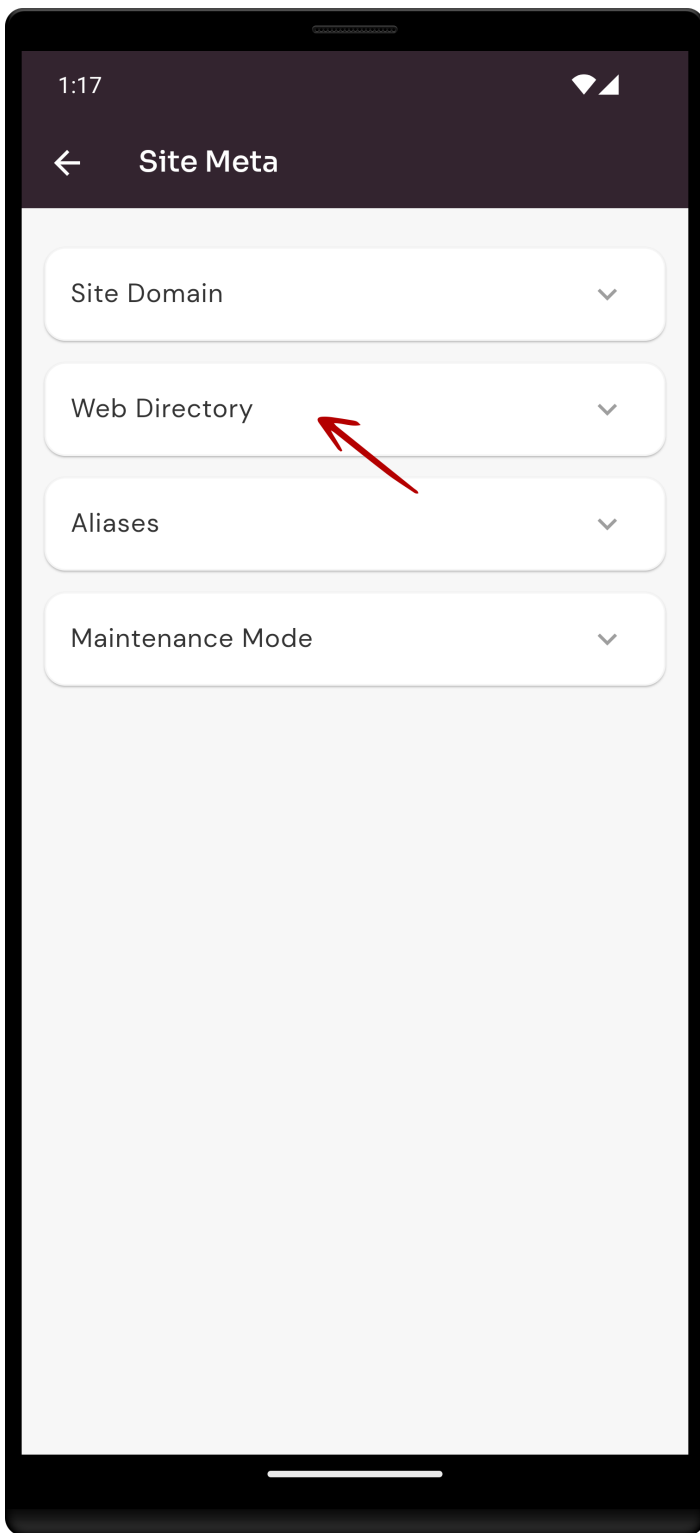 1:17
Site Meta
Site Domain
Web Directory
Aliases
Maintenance Mode